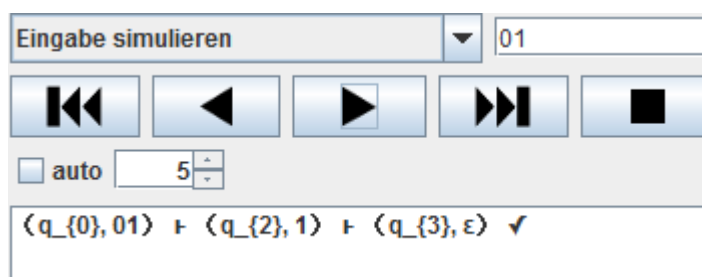 Eingabe simulieren 01
auto 5
(q_{0}, 01) ⊢ (q_{2}, 1) ⊢ (q_{3}, ε) ✓